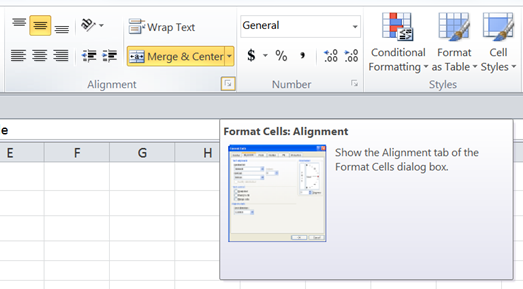 Wrap Text
General
Merge & Center
$ % , .00 .00
Conditional Formatting
Format as Table
Cell Styles
Alignment
Number
Styles
e
E F G H
Format Cells: Alignment
Show the Alignment tab of the
Format Cells dialog box.